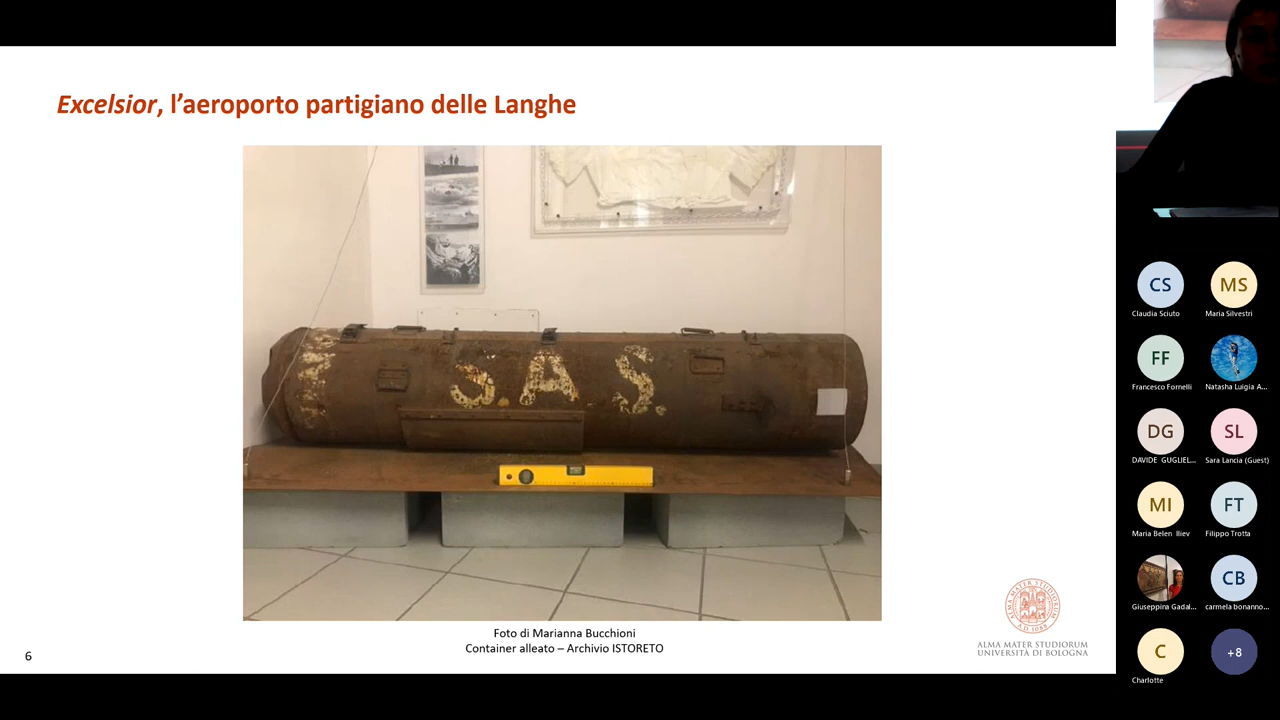 Excelsior, l'aeroporto partigiano delle Langhe
S.A.S.
Foto di Marianna Bucchioni
Container alleato – Archivio ISTORETO
6
ALMA MATER STUDIORUM
UNIVERSITÀ DI BOLOGNA
CS
Claudia Sciuto
MS
Maria Silvestri
FF
Francesco Fornelli
Natasha Luigia A...
DG
DAVIDE GUGLIEL...
SL
Sara Lancia (Guest)
MI
Maria Belen Iliev
FT
Filippo Trotta
Giuseppina Gadal...
CB
carmela bonanno...
C
Charlotte
+8